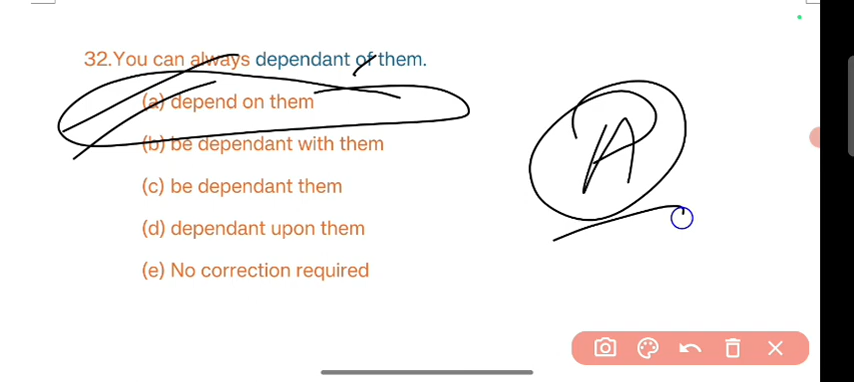 32.You can always dependant of them.
(a) depend on them
(b) be dependant with them
(c) be dependant them
(d) dependant upon them
(e) No correction required
A